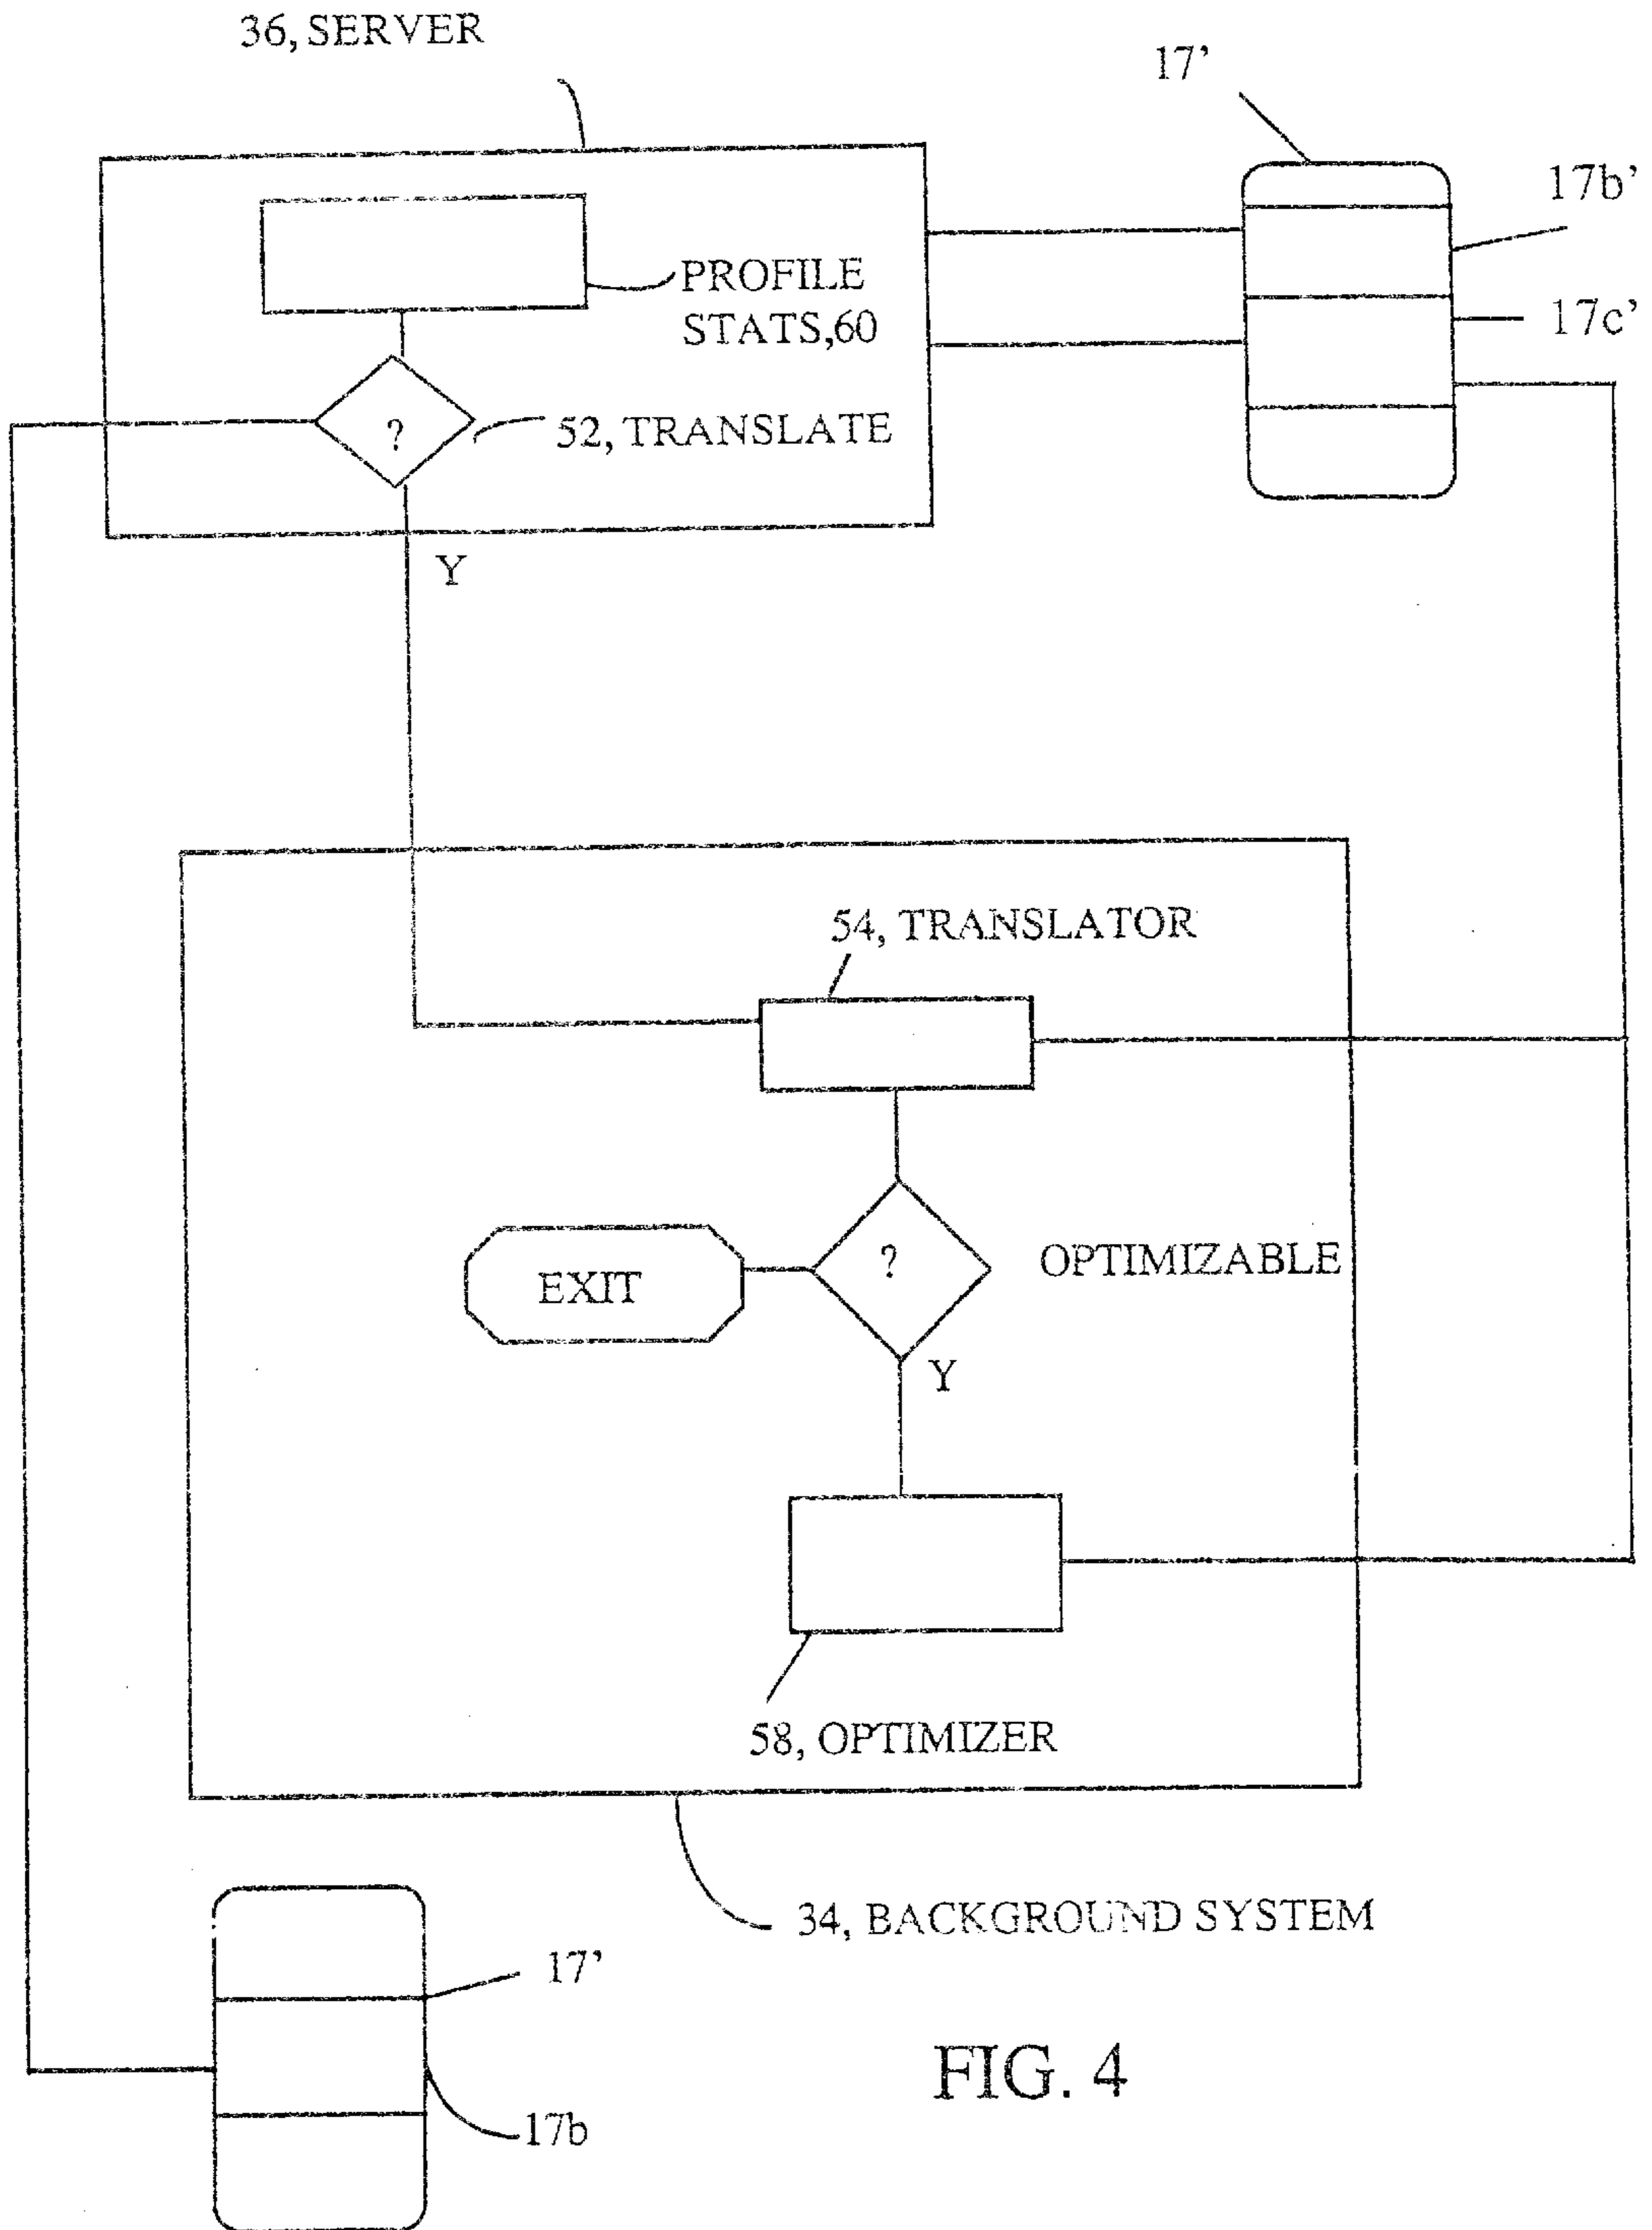 36, SERVER
17'
17b'
PROFILE
STATS,60
17c'
?
52, TRANSLATE
Y
54, TRANSLATOR
?
OPTIMIZABLE
EXIT
Y
58, OPTIMIZER
34, BACKGROUND SYSTEM
17'
FIG. 4
17b